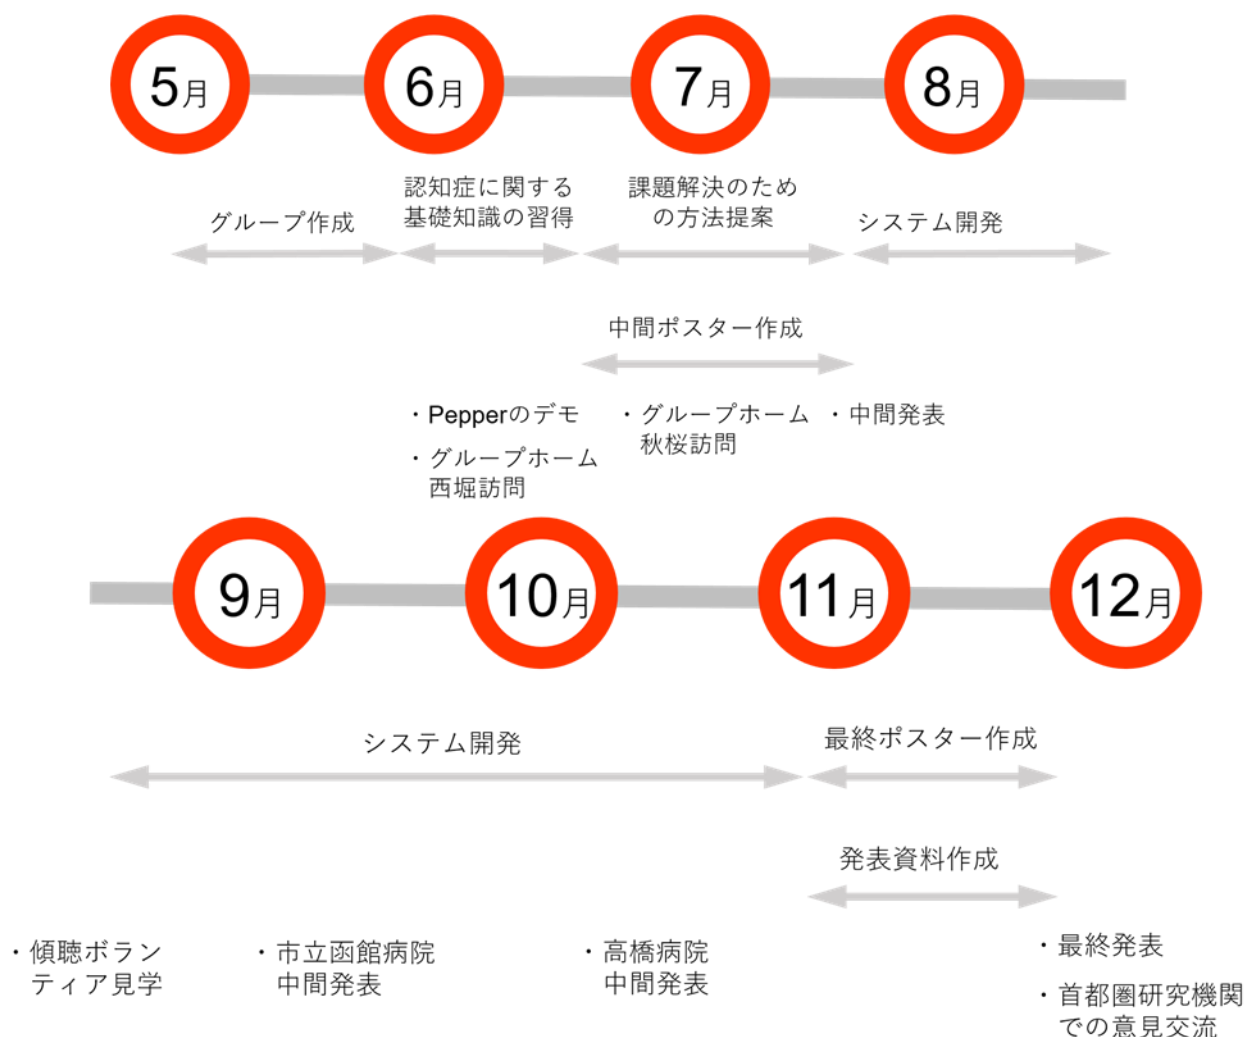 5月
6月
7月
8月
グループ作成
認知症に関する
基礎知識の習得
課題解決のため
の方法提案
システム開発
中間ポスター作成
・Pepperのデモ
・グループホーム
西堀訪問
・グループホーム
秋桜訪問
・中間発表
9月
10月
11月
12月
システム開発
最終ポスター作成
発表資料作成
・傾聴ボラン
ティア見学
・市立函館病院
中間発表
・高橋病院
中間発表
・最終発表
・首都圏研究機関
での意見交流